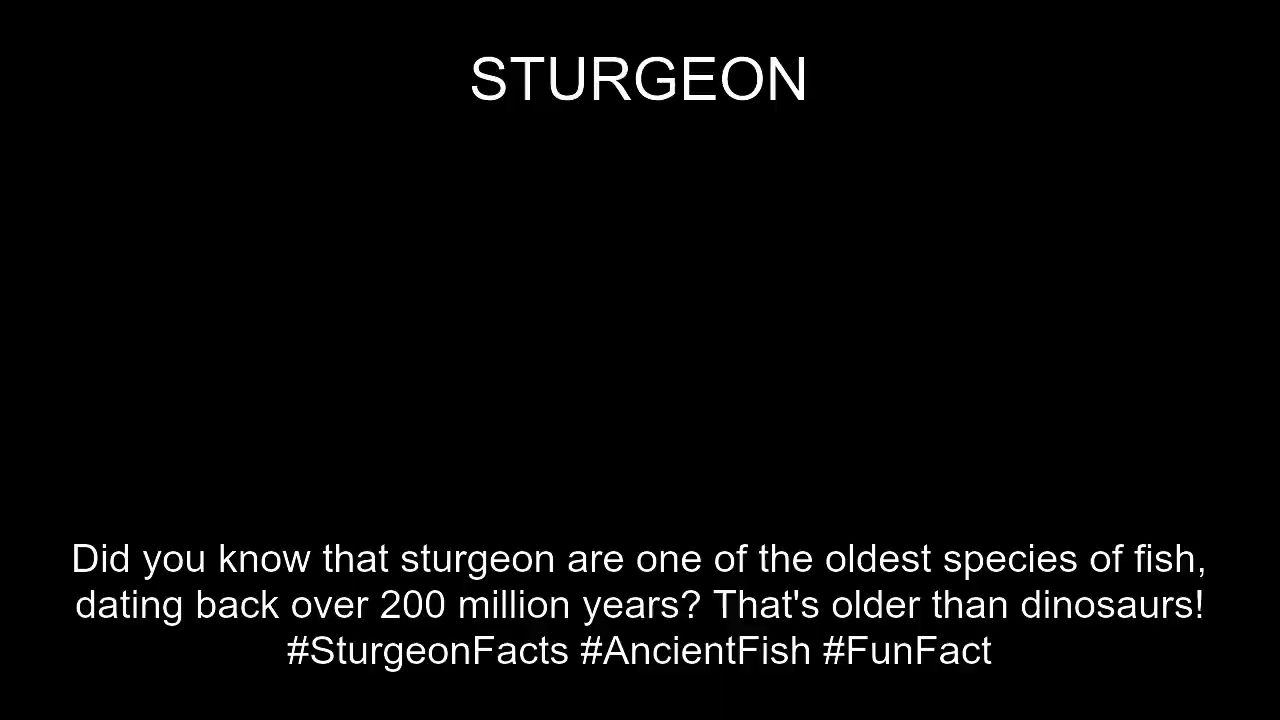 STURGEON
Did you know that sturgeon are one of the oldest species of fish,
dating back over 200 million years? That's older than dinosaurs!
#SturgeonFacts #AncientFish #FunFact